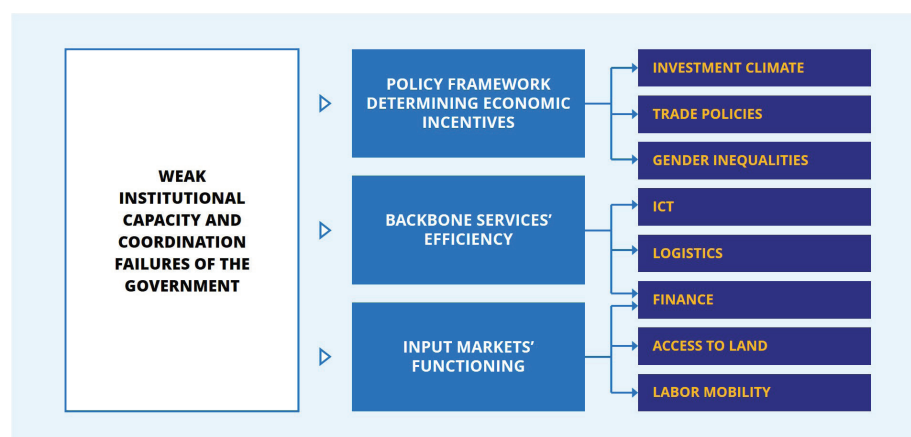 WEAK
INSTITUTIONAL
CAPACITY AND
COORDINATION
FAILURES OF THE
GOVERNMENT
POLICY FRAMEWORK
DETERMINING ECONOMIC
INCENTIVES
BACKBONE SERVICES’
EFFICIENCY
INPUT MARKETS’
FUNCTIONING
INVESTMENT CLIMATE
TRADE POLICIES
GENDER INEQUALITIES
ICT
LOGISTICS
FINANCE
ACCESS TO LAND
LABOR MOBILITY